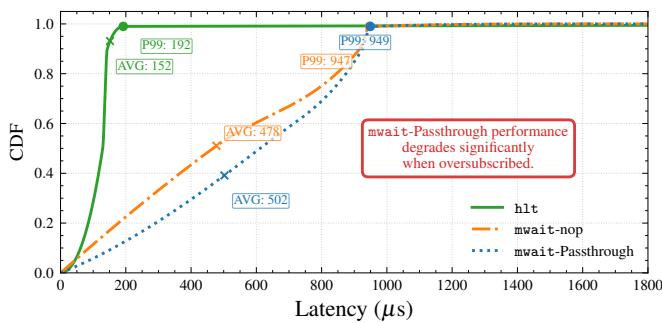 P99: 192
AVG: 152
P99: 949
P99: 947
AVG: 478
AVG: 502
mwait-Passthrough performance
degrades significantly
when oversubscribed.
hlt
mwait-nop
mwait-Passthrough
CDF
1.0
0.8
0.6
0.4
0.2
0.0
0 200 400 600 800 1000 1200 1400 1600 1800
Latency (μs)